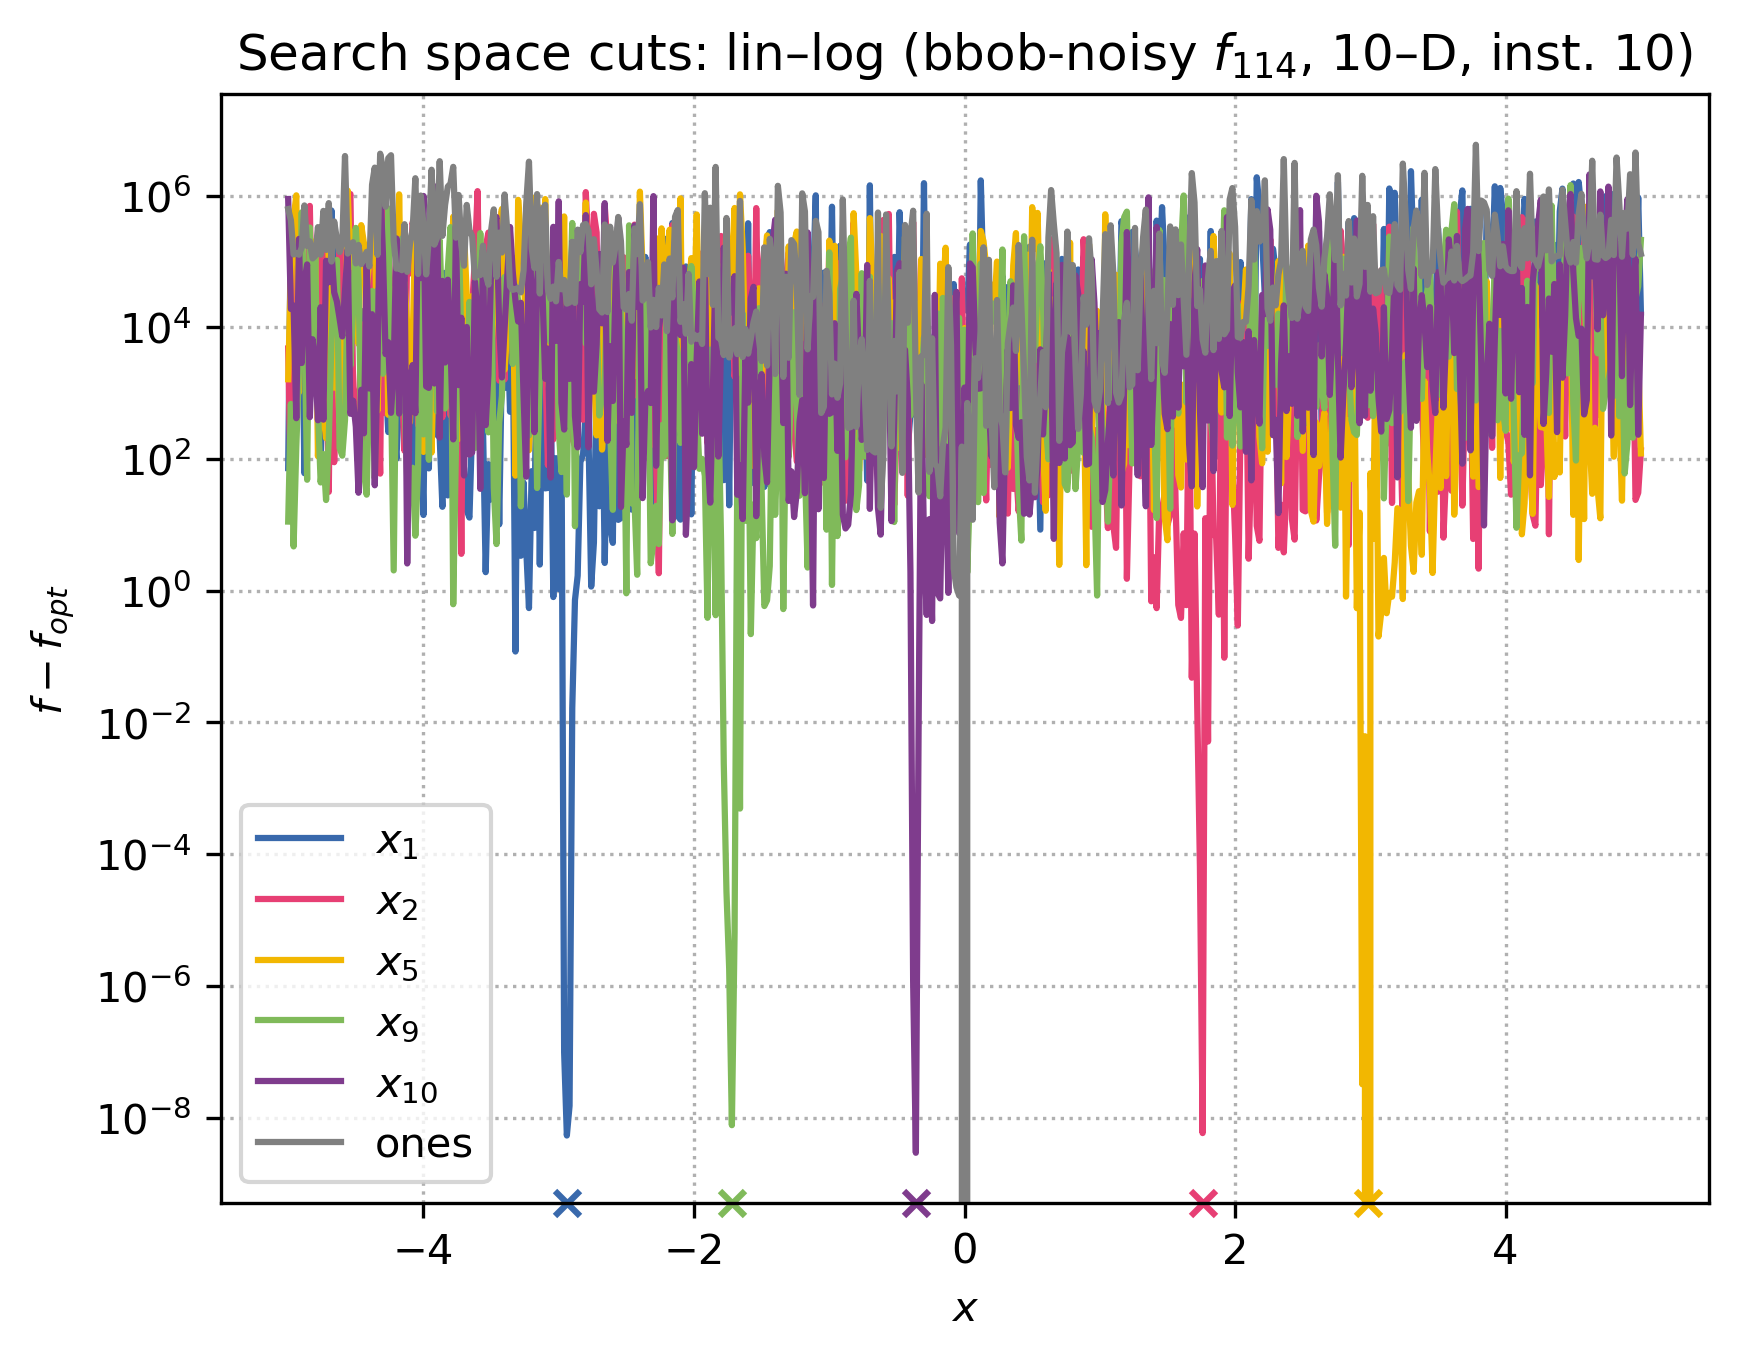 Search space cuts: lin–log (bbob-noisy $f_{114}$, 10–D, inst. 10)
$f - f_{opt}$
$10^{6}$
$10^{4}$
$10^{2}$
$10^{0}$
$10^{-2}$
$10^{-4}$
$10^{-6}$
$10^{-8}$
$x_1$
$x_2$
$x_5$
$x_9$
$x_{10}$
ones
−4 −2 0 2 4
$x$